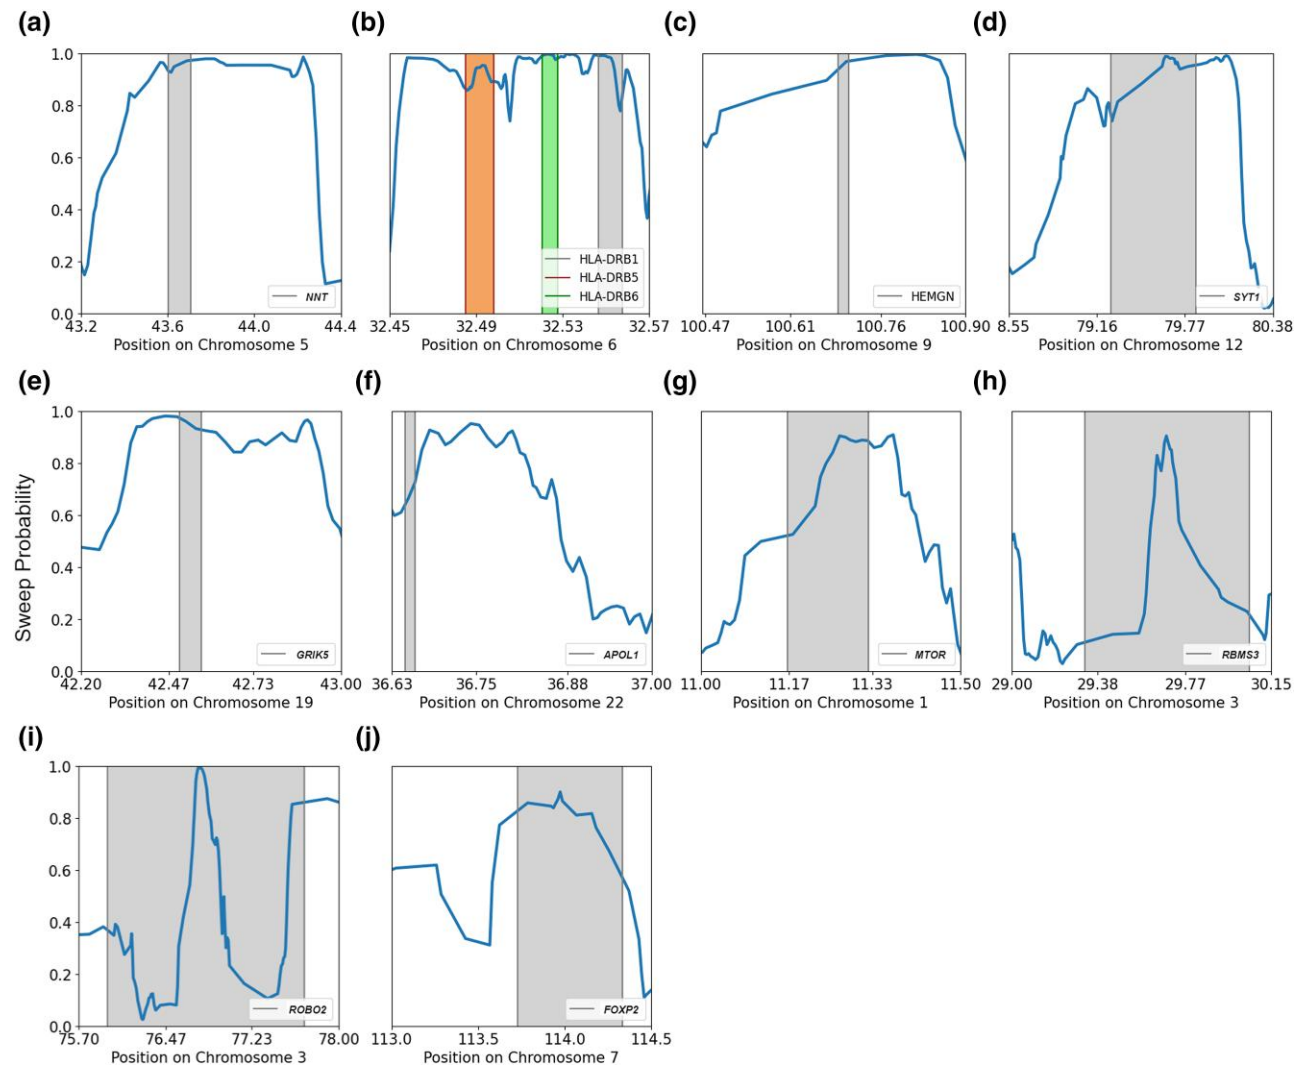 (a)
(b)
(c)
(d)
1.0
0.8
0.6
0.4
0.2
0.0
NNT
HLA-DRB1
HLA-DRB5
HLA-DRB6
HEMGN
SYT1
43.2 43.6 44.0 44.4
32.45 32.49 32.53 32.57
100.47 100.61 100.76 100.90
8.55 79.16 79.77 80.38
Position on Chromosome 5
Position on Chromosome 6
Position on Chromosome 9
Position on Chromosome 12
(e)
(f)
(g)
(h)
Sweep Probability
1.0
0.8
0.6
0.4
0.2
0.0
GRIK5
APOL1
MTOR
RBMS3
42.20 42.47 42.73 43.00
36.63 36.75 36.88 37.00
11.00 11.17 11.33 11.50
29.00 29.38 29.77 30.15
Position on Chromosome 19
Position on Chromosome 22
Position on Chromosome 1
Position on Chromosome 3
(i)
(j)
1.0
0.8
0.6
0.4
0.2
0.0
ROBO2
FOXP2
75.70 76.47 77.23 78.00
113.0 113.5 114.0 114.5
Position on Chromosome 3
Position on Chromosome 7